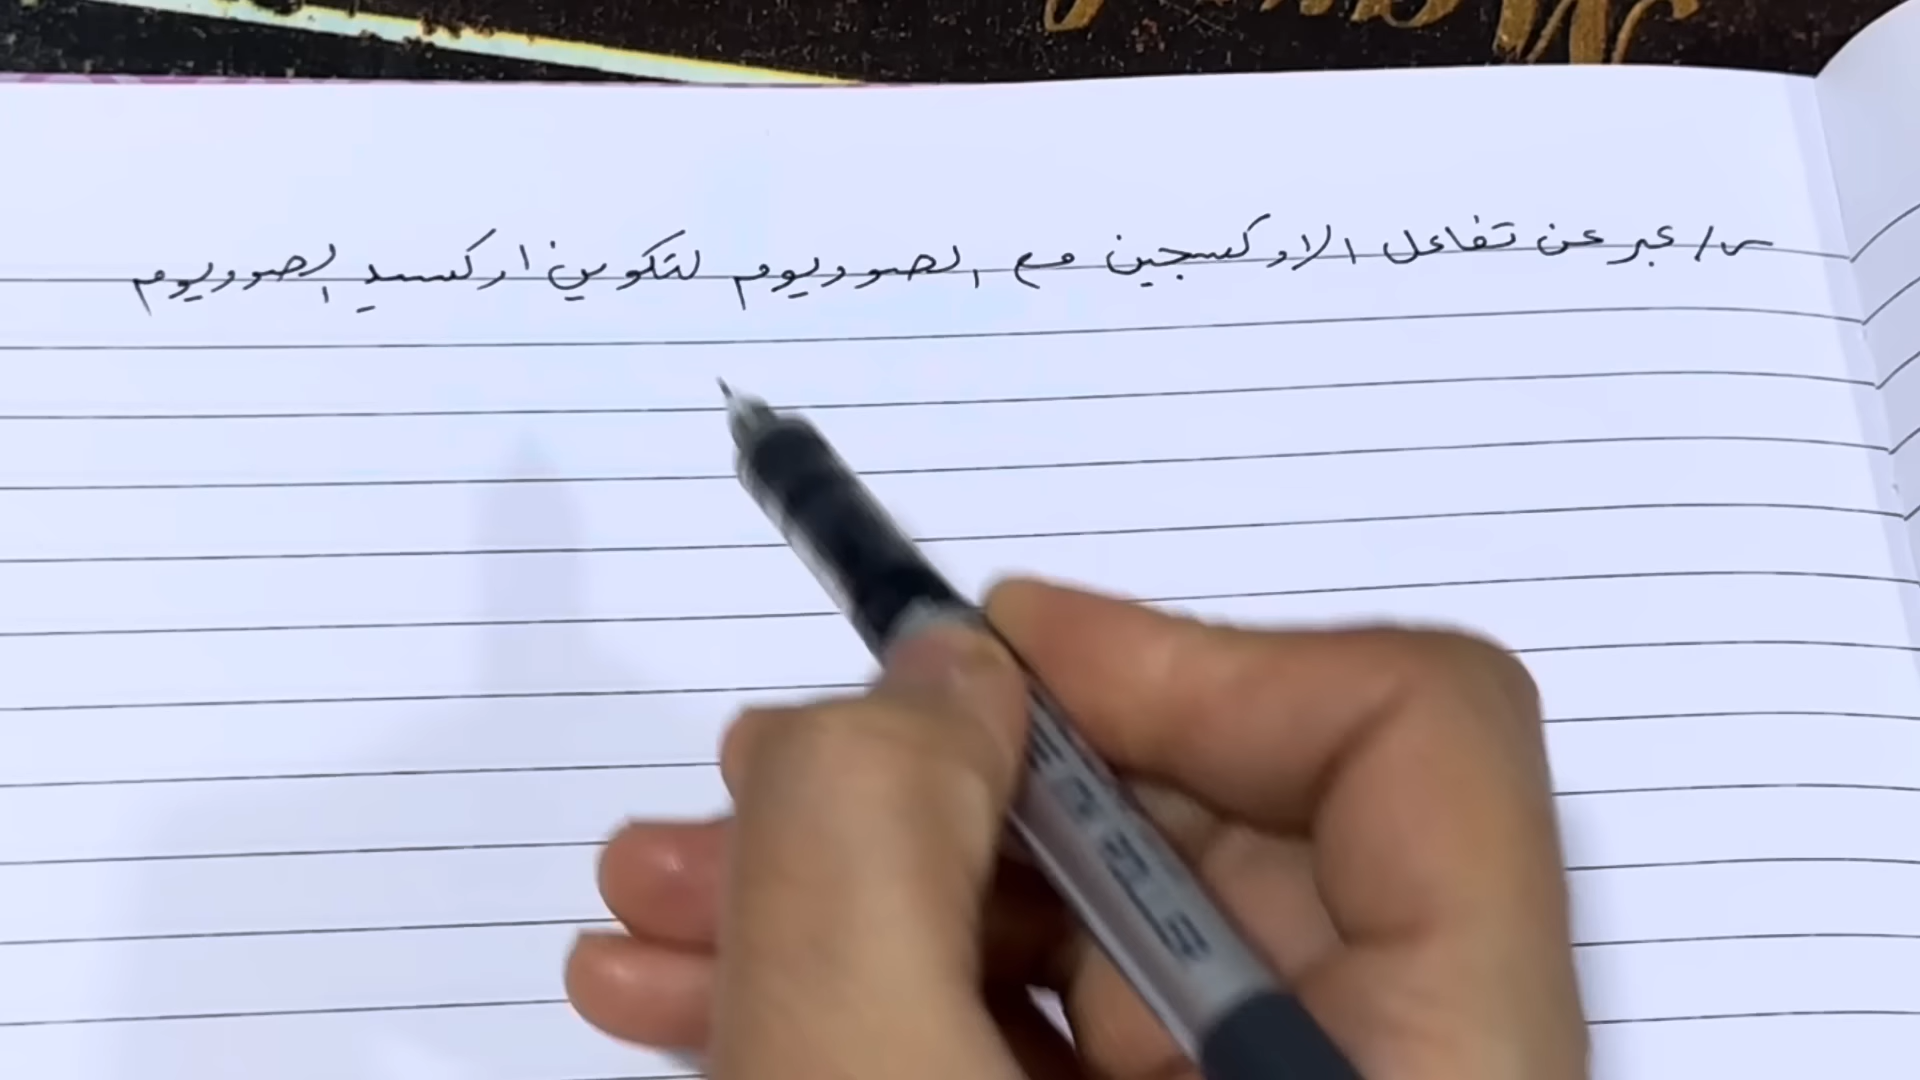 س/ عبر عن تفاعل الاوكسجين مع الصوديوم لتكوين اوكسيد الصوديوم